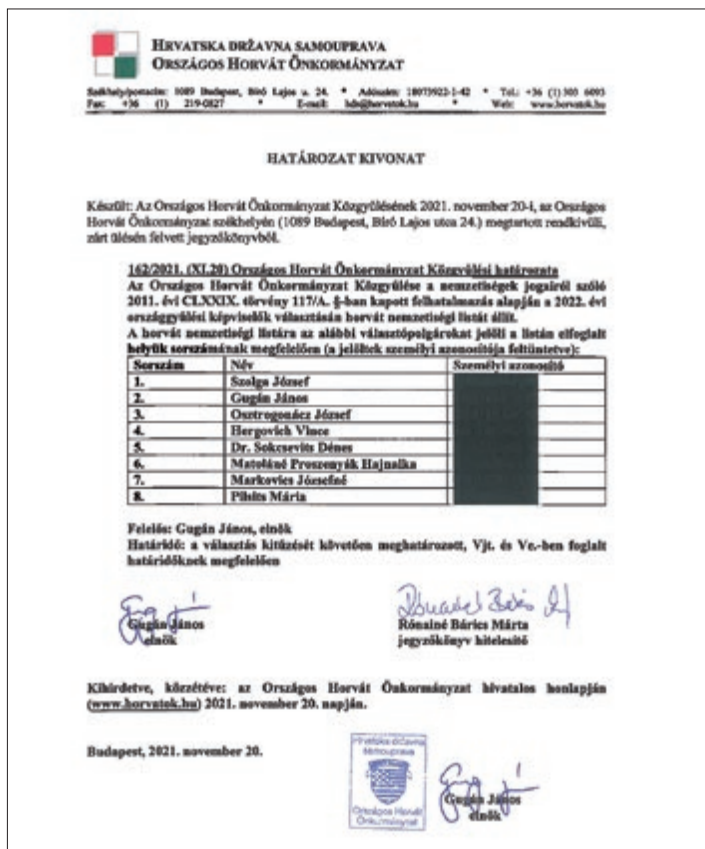 HRVATSKA DRŽAVNA SAMOUPRAVA
ORSZÁGOS HORVÁT ÖNKORMÁNYZAT
Székhely/postacím: 1089 Budapest, Bíró Lajos u. 24. * Adószám: 18073922-1-42 * Tel.: +36 (1) 303 6093
Fax: +36 (1) 219-0827 * E-mail: hds@horvatok.hu * Web: www.horvatok.hu
HATÁROZAT KIVONAT
Készült: Az Országos Horvát Önkormányzat Közgyűlésének 2021. november 20-i, az Országos
Horvát Önkormányzat székhelyén (1089 Budapest, Bíró Lajos utca 24.) megtartott rendkívüli,
zárt ülésén felvett jegyzőkönyvből.
162/2021. (XI.20) Országos Horvát Önkormányzat Közgyűlési határozata
Az Országos Horvát Önkormányzat Közgyűlése a nemzetiségek jogairól szóló
2011. évi CLXXIX. törvény 117/A. §-ban kapott felhatalmazás alapján a 2022. évi
országgyűlési képviselők választásán horvát nemzetiségi listát állít.
A horvát nemzetiségi listára az alábbi választópolgárokat jelöli a listán elfoglalt
helyük sorszámának megfelelően (a jelöltek személyi azonosítója feltüntetve):
Sorszám Név Személyi azonosító
1. Szolga József
2. Gugán János
3. Osztrogonácz József
4. Hergovich Vince
5. Dr. Sokcsevits Dénes
6. Matoláné Proszenyák Hajnalka
7. Markovics Józsefné
8. Pilsits Mária
Felelős: Gugán János, elnök
Határidő: a választás kitűzését követően meghatározott, Vjt. és Ve.-ben foglalt
határidőknek megfelelően
Gugán János
elnök
Rónainé Bárics Márta
jegyzőkönyv hitelesítő
Kihirdetve, közzétéve: az Országos Horvát Önkormányzat hivatalos honlapján
(www.horvatok.hu) 2021. november 20. napján.
Budapest, 2021. november 20.
Hrvatska državna
samouprava
Országos Horvát
Önkormányzat
Gugán János
elnök